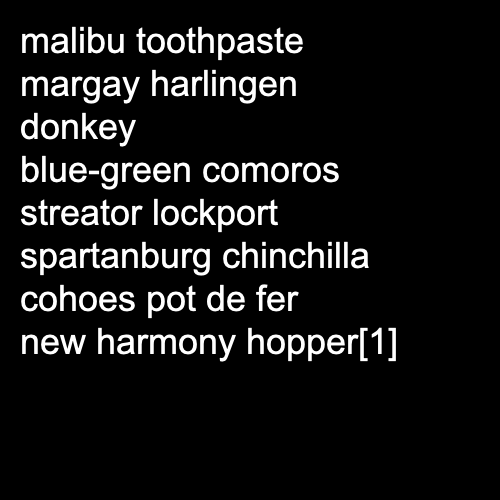 malibu toothpaste
margay harlingen
donkey
blue-green comoros
streator lockport
spartanburg chinchilla
cohoes pot de fer
new harmony hopper[1]